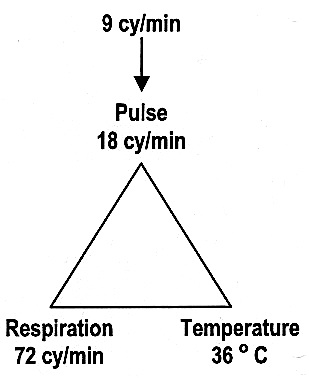 9 cy/min
Pulse
18 cy/min
Respiration
72 cy/min
Temperature
36 ° C